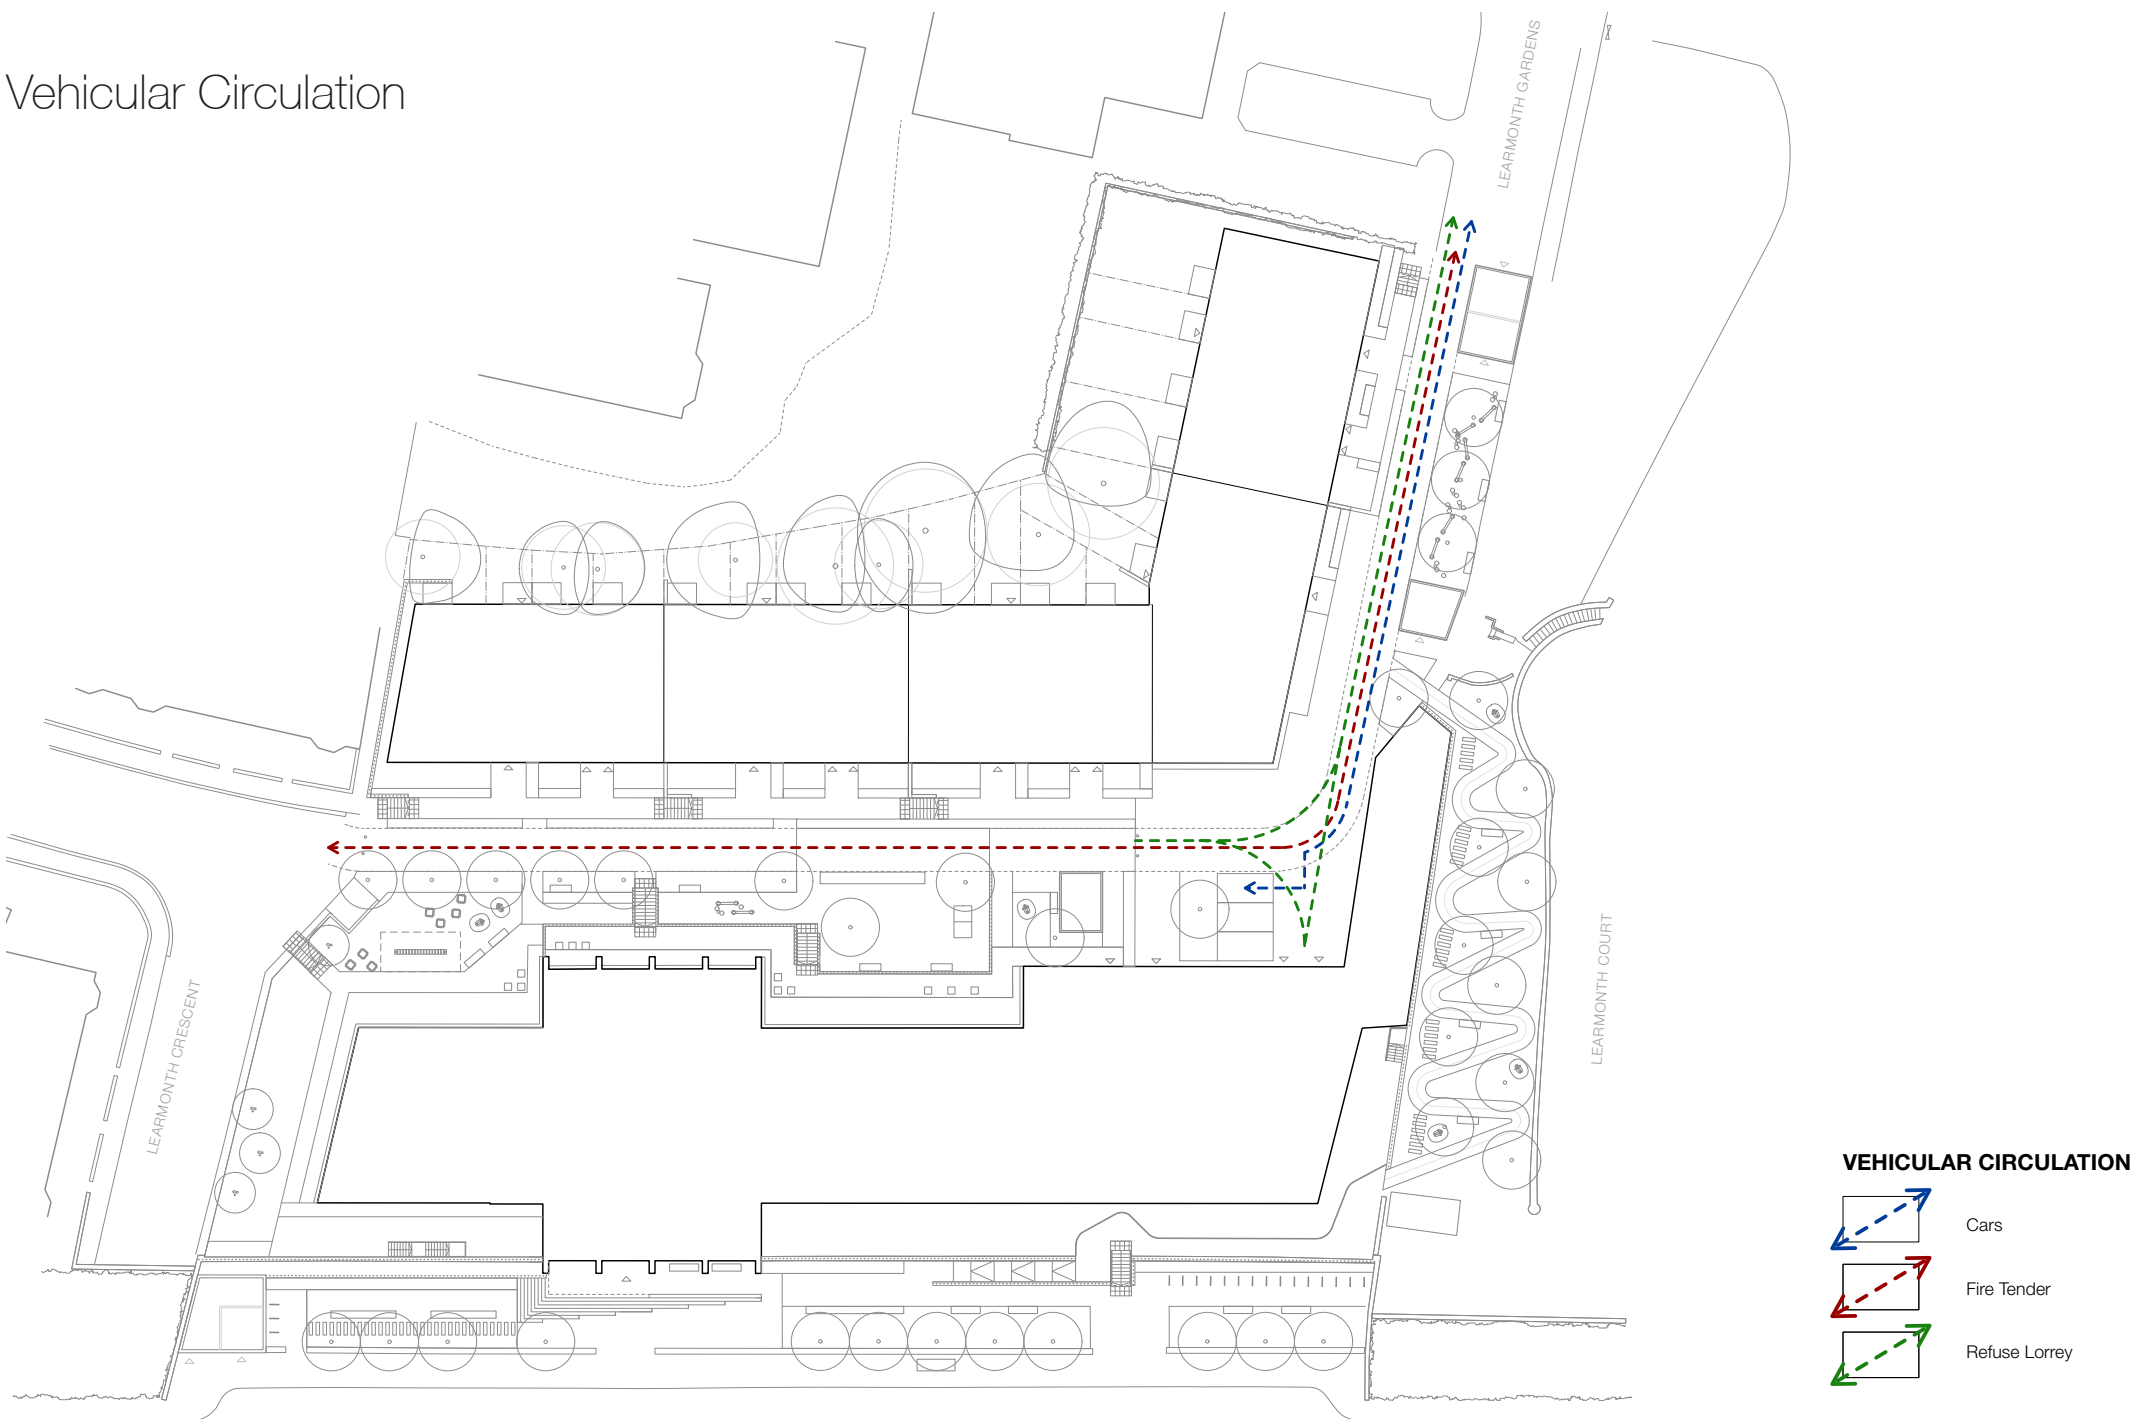 Vehicular Circulation
LEARMONTH GARDENS
LEARMONTH CRESCENT
LEARMONTH COURT
VEHICULAR CIRCULATION
Cars
Fire Tender
Refuse Lorrey